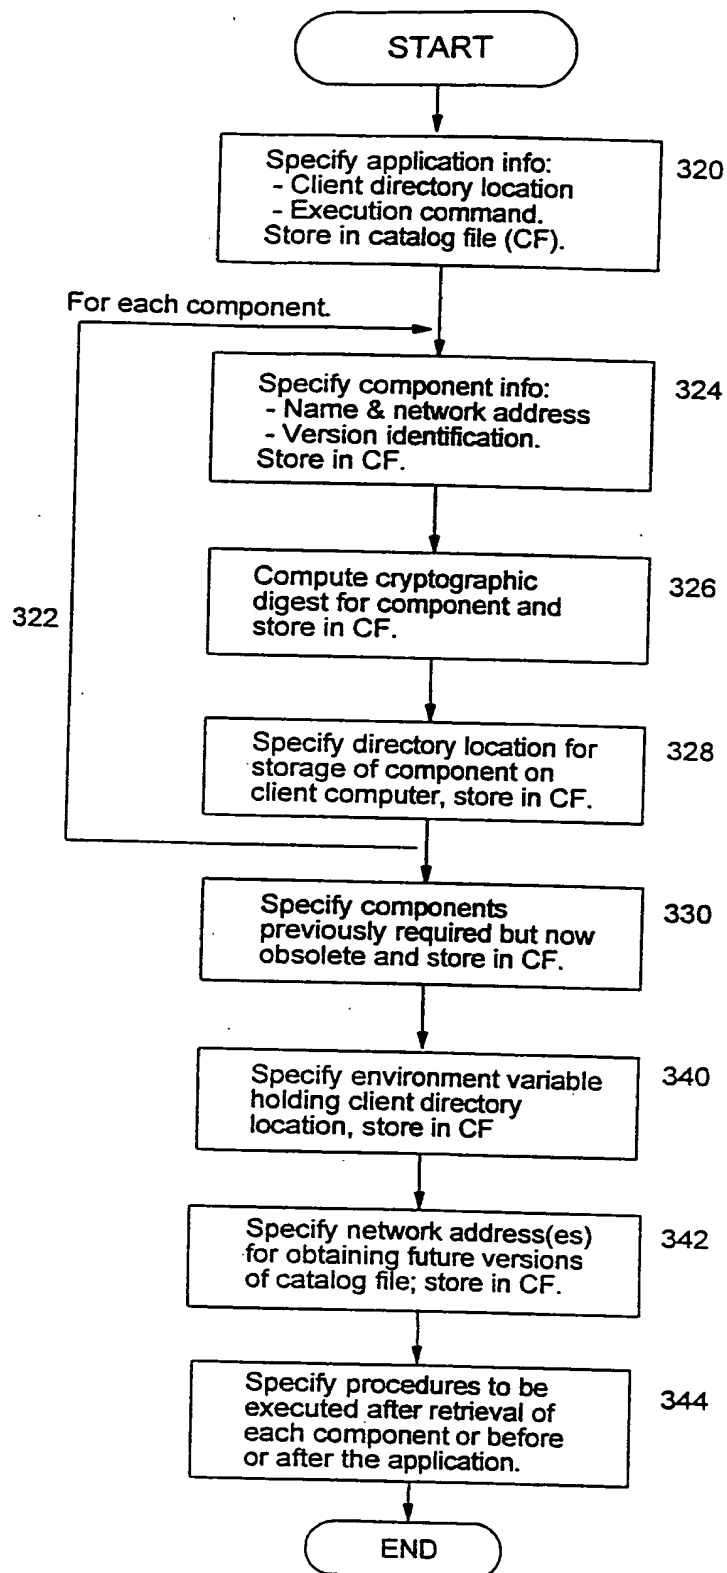 START
Specify application info:
- Client directory location
- Execution command.
Store in catalog file (CF).
320
For each component.
Specify component info:
- Name & network address
- Version identification.
Store in CF.
324
Compute cryptographic
digest for component and
store in CF.
326
322
Specify directory location for
storage of component on
client computer, store in CF.
328
Specify components
previously required but now
obsolete and store in CF.
330
Specify environment variable
holding client directory
location, store in CF
340
Specify network address(es)
for obtaining future versions
of catalog file; store in CF.
342
Specify procedures to be
executed after retrieval of
each component or before
or after the application.
344
END